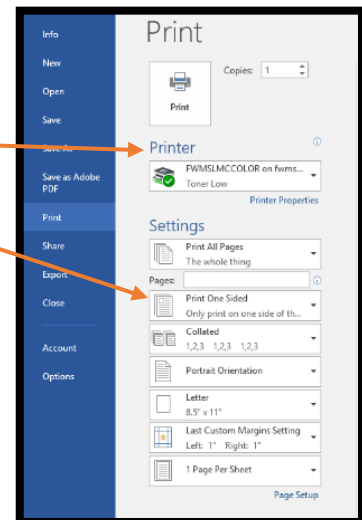 Info
New
Open
Save
Save As
Save as Adobe
PDF
Print
Share
Export
Close
Account
Options
Print
Copies: 1
Print
Printer
FWMSLMCCOLOR on fwms...
Toner Low
Printer Properties
Settings
Print All Pages
The whole thing
Pages:
Print One Sided
Only print on one side of th...
Collated
1,2,3 1,2,3 1,2,3
Portrait Orientation
Letter
8.5" x 11"
Last Custom Margins Setting
Left: 1" Right: 1"
1 Page Per Sheet
Page Setup